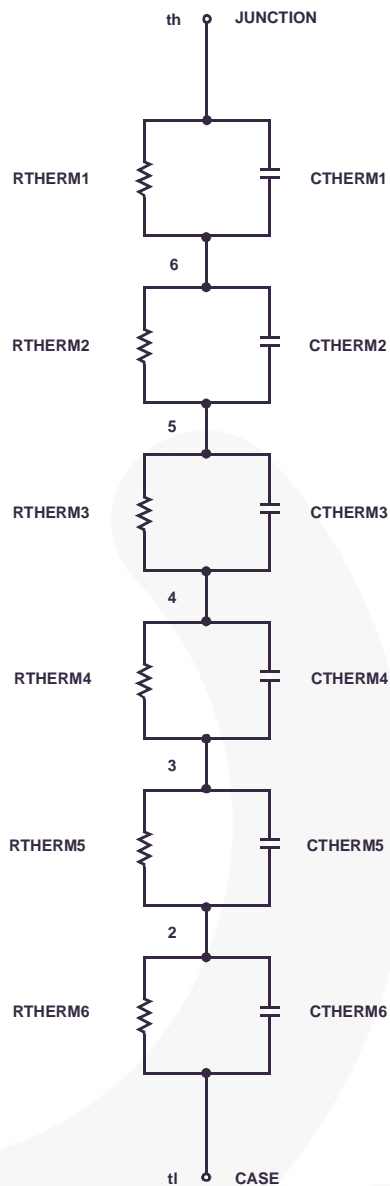 th JUNCTION
RTHERM1 CTHERM1
6
RTHERM2 CTHERM2
5
RTHERM3 CTHERM3
4
RTHERM4 CTHERM4
3
RTHERM5 CTHERM5
2
RTHERM6 CTHERM6
tl CASE